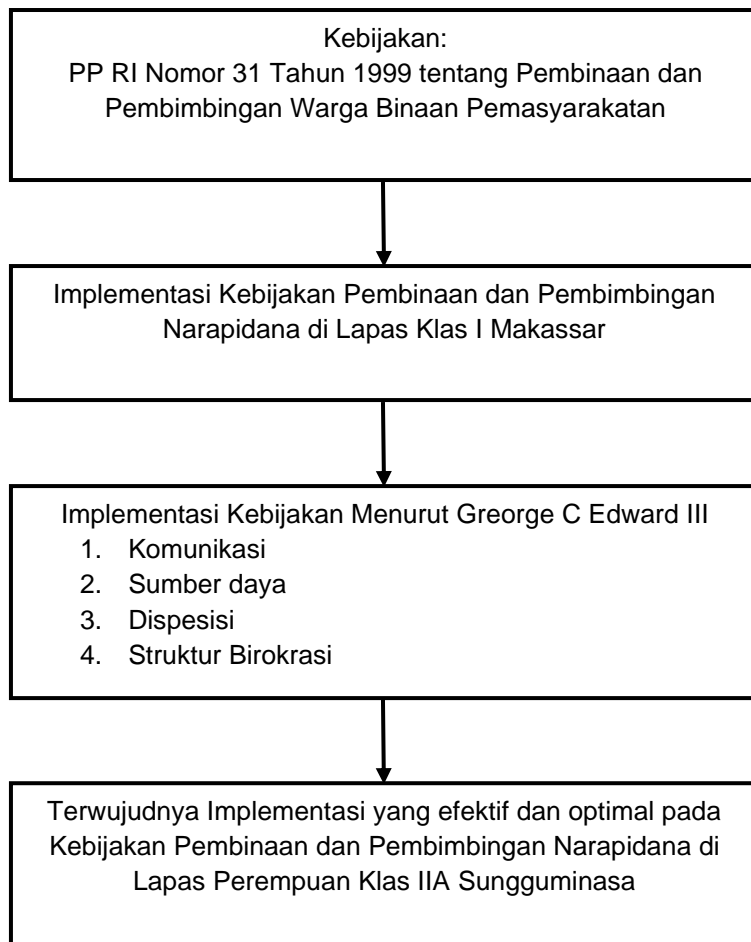 Kebijakan:
PP RI Nomor 31 Tahun 1999 tentang Pembinaan dan
Pembimbingan Warga Binaan Pemasyarakatan
Implementasi Kebijakan Pembinaan dan Pembimbingan
Narapidana di Lapas Klas I Makassar
Implementasi Kebijakan Menurut Greorge C Edward III
1. Komunikasi
2. Sumber daya
3. Dispesisi
4. Struktur Birokrasi
Terwujudnya Implementasi yang efektif dan optimal pada
Kebijakan Pembinaan dan Pembimbingan Narapidana di
Lapas Perempuan Klas IIA Sungguminasa